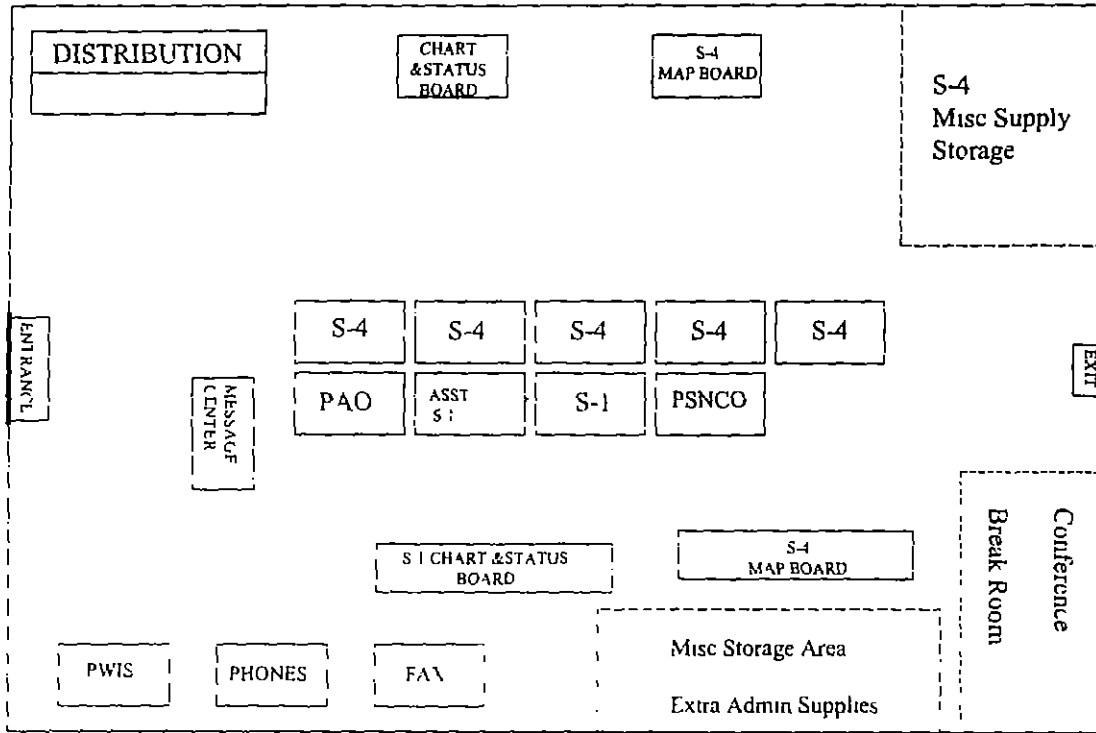 DISTRIBUTION
CHART
&STATUS
BOARD
S-4
MAP BOARD
S-4
Misc Supply
Storage
ENTRANCE
S-4
S-4
S-4
S-4
S-4
EXIT
MESSAGE
CENTER
PAO
ASST
S-1
S-1
PSNCO
S-1 CHART &STATUS
BOARD
S-4
MAP BOARD
Conference
Break Room
PWIS
PHONES
FAX
Misc Storage Area
Extra Admin Supplies